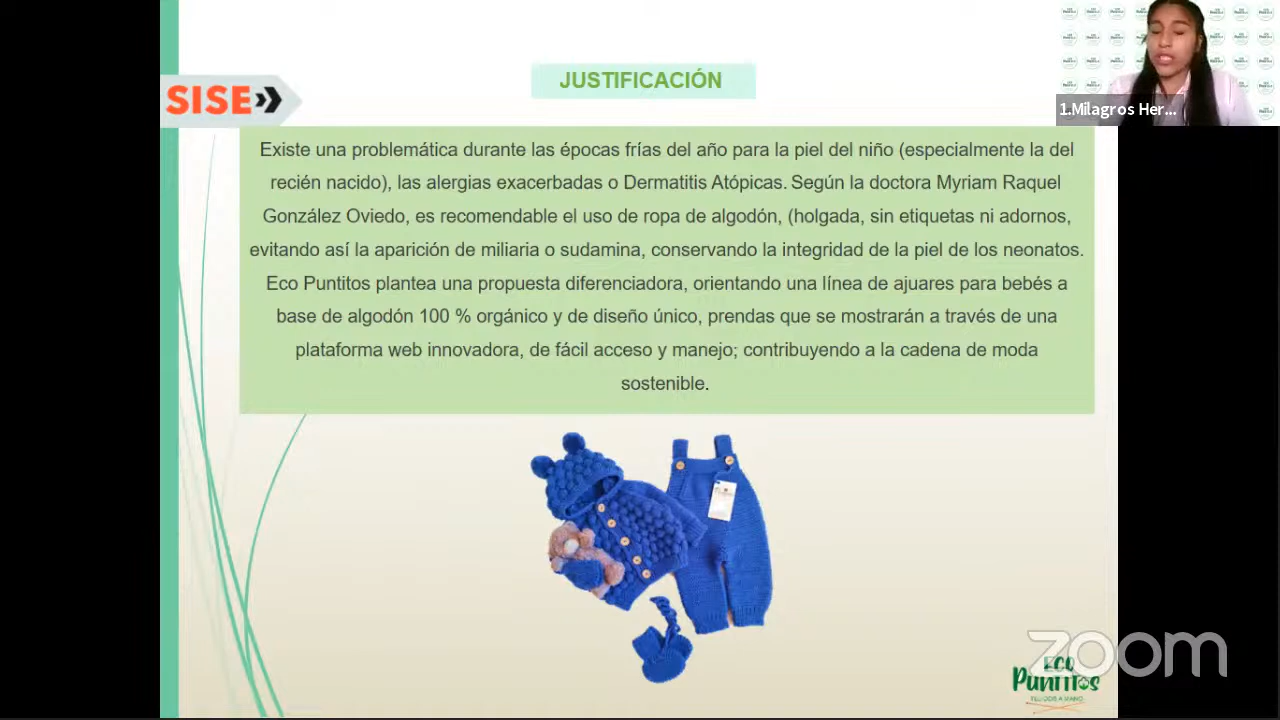 JUSTIFICACIÓN
SISE
1.Milagros Her...
Existe una problemática durante las épocas frías del año para la piel del niño (especialmente la del
recién nacido), las alergias exacerbadas o Dermatitis Atópicas. Según la doctora Myriam Raquel
González Oviedo, es recomendable el uso de ropa de algodón, (holgada, sin etiquetas ni adornos,
evitando así la aparición de miliaria o sudamina, conservando la integridad de la piel de los neonatos.
Eco Puntitos plantea una propuesta diferenciadora, orientando una línea de ajuares para bebés a
base de algodón 100 % orgánico y de diseño único, prendas que se mostrarán a través de una
plataforma web innovadora, de fácil acceso y manejo; contribuyendo a la cadena de moda
sostenible.
zoom
ECO
PUNTITOS
TEJIDOS A MANO